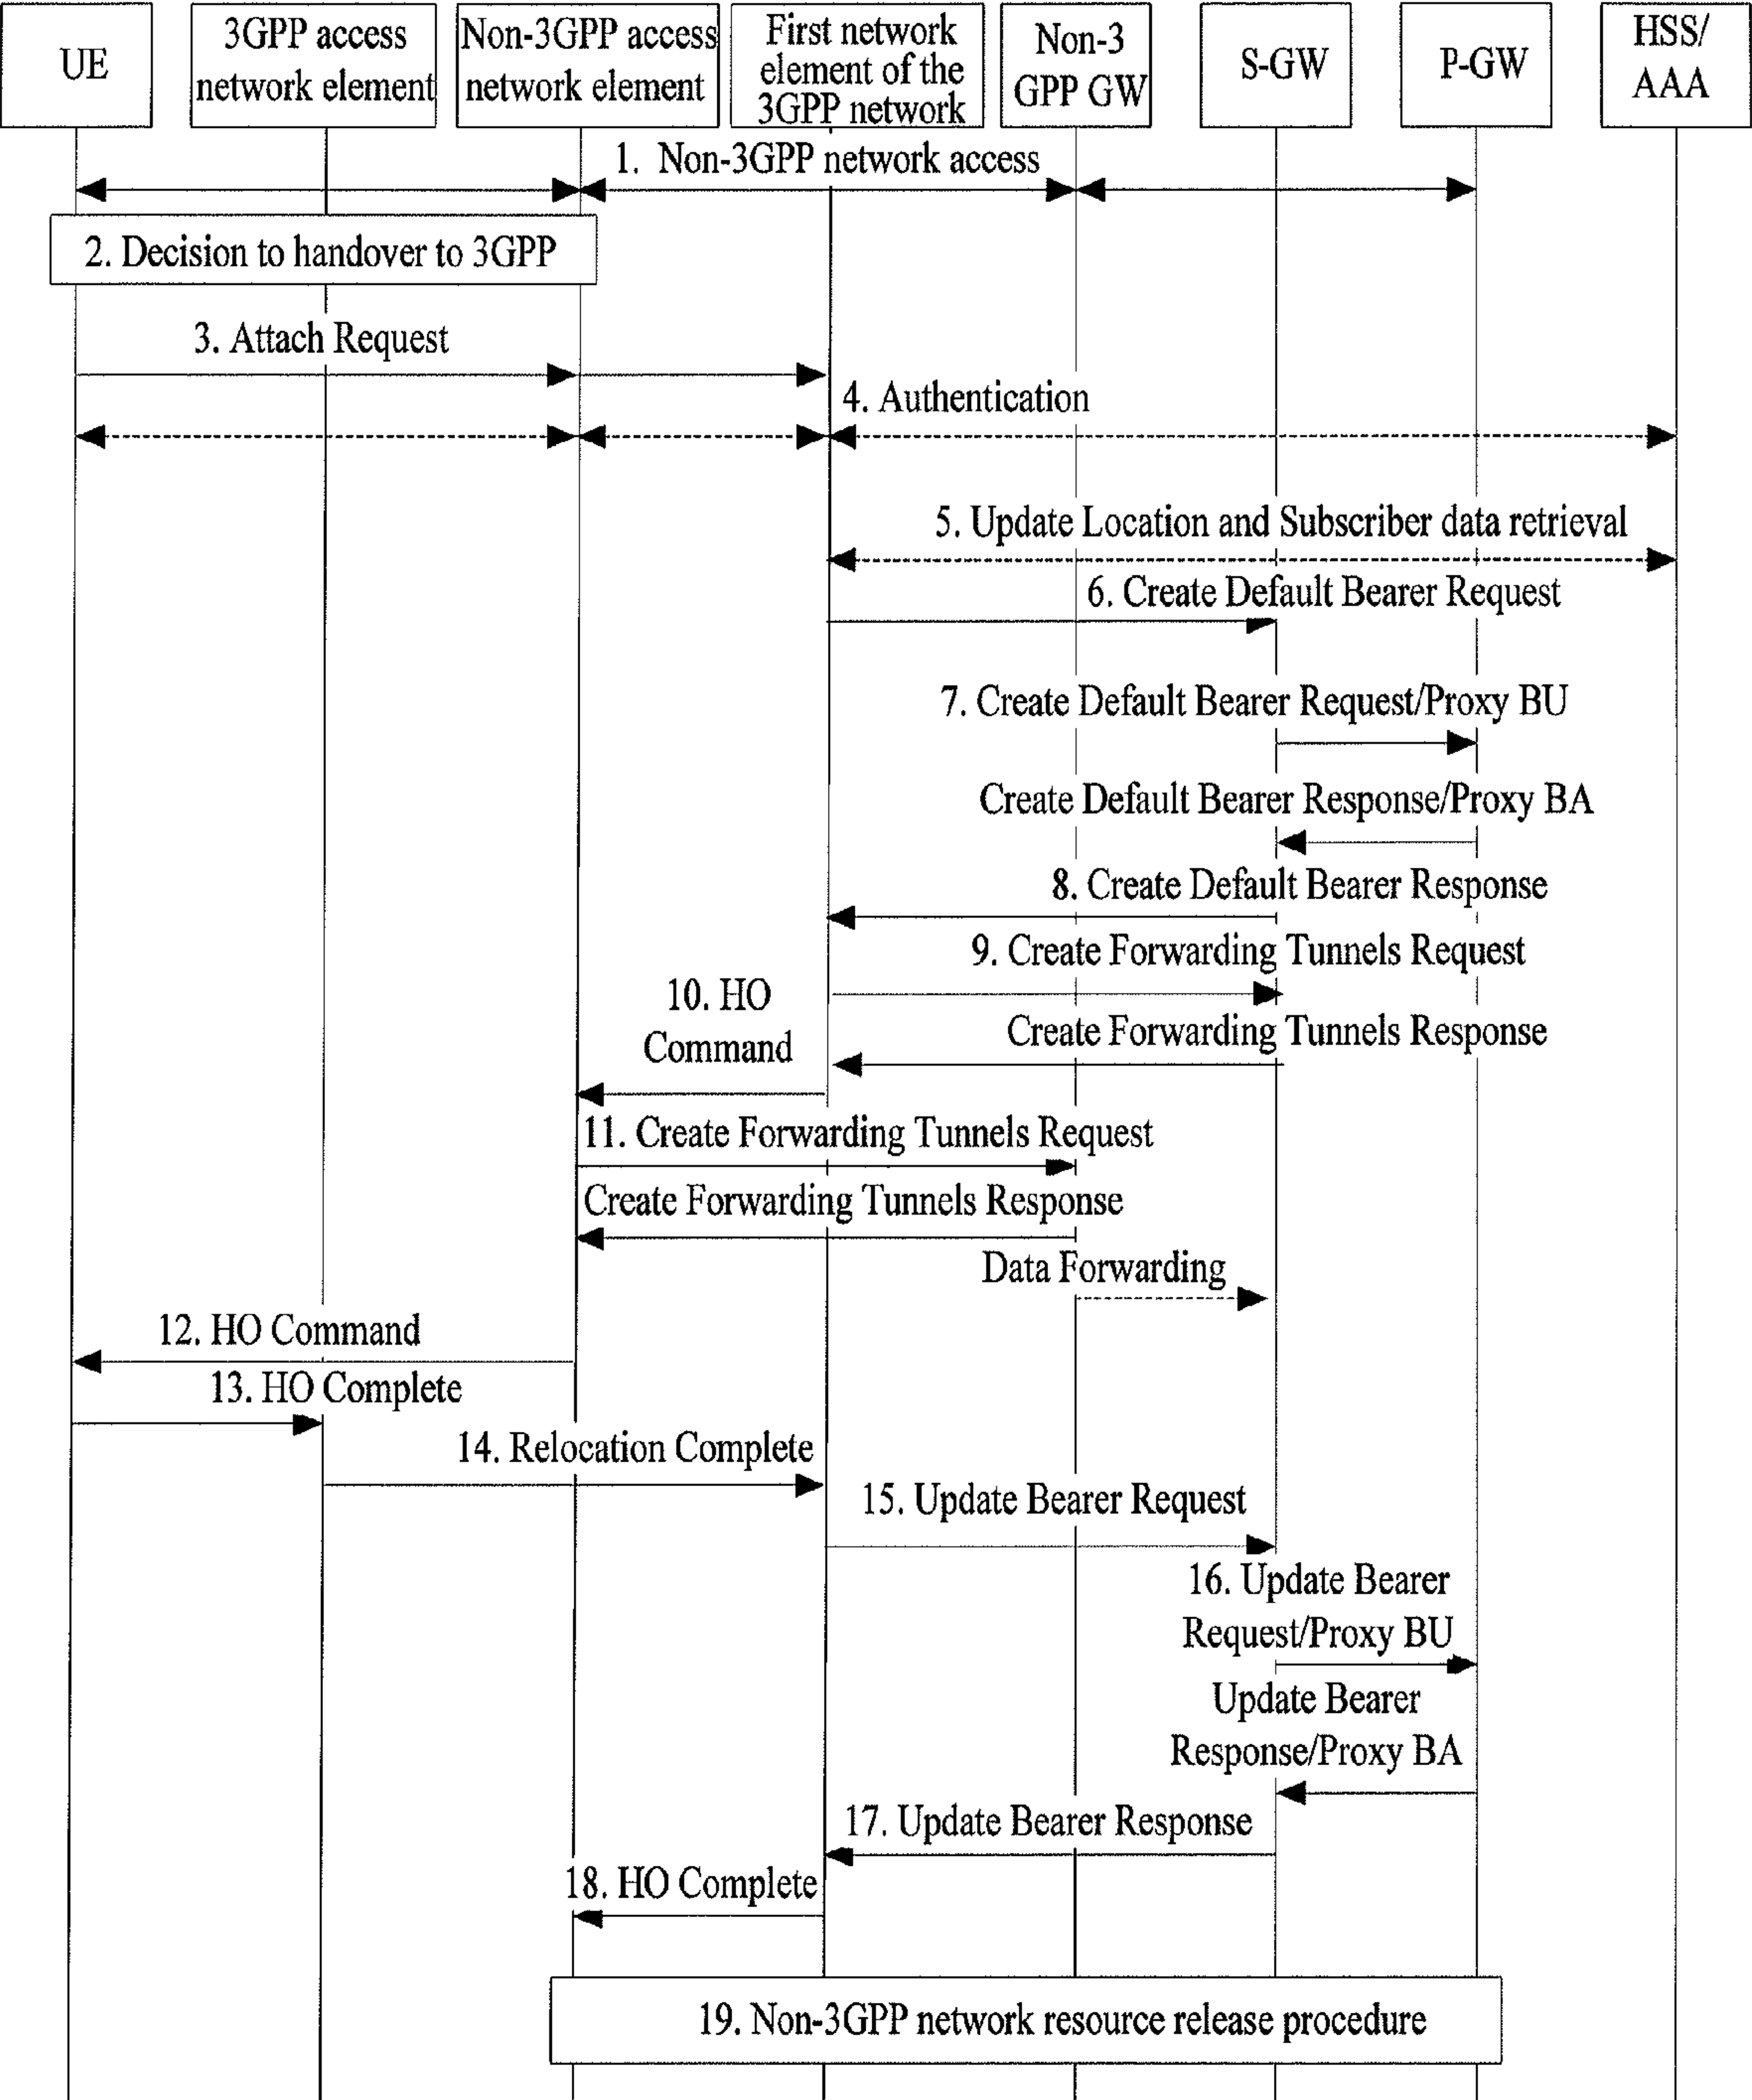 UE
3GPP access
network element
Non-3GPP access
network element
First network
element of the
3GPP network
Non-3
GPP GW
S-GW
P-GW
HSS/
AAA
1. Non-3GPP network access
2. Decision to handover to 3GPP
3. Attach Request
4. Authentication
5. Update Location and Subscriber data retrieval
6. Create Default Bearer Request
7. Create Default Bearer Request/Proxy BU
Create Default Bearer Response/Proxy BA
8. Create Default Bearer Response
9. Create Forwarding Tunnels Request
10. HO
Command
Create Forwarding Tunnels Response
11. Create Forwarding Tunnels Request
Create Forwarding Tunnels Response
Data Forwarding
12. HO Command
13. HO Complete
14. Relocation Complete
15. Update Bearer Request
16. Update Bearer
Request/Proxy BU
Update Bearer
Response/Proxy BA
17. Update Bearer Response
18. HO Complete
19. Non-3GPP network resource release procedure